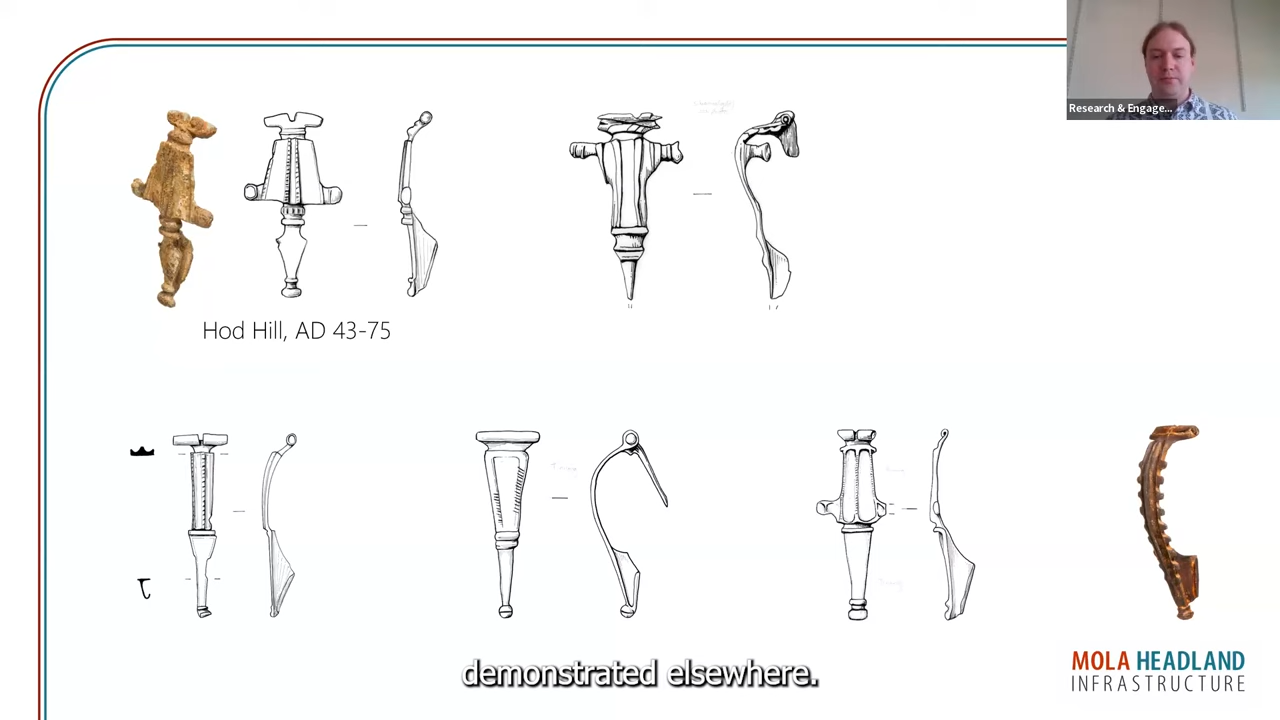 Research & Engage...
Hod Hill, AD 43-75
demonstrated elsewhere.
MOLA HEADLAND
INFRASTRUCTURE